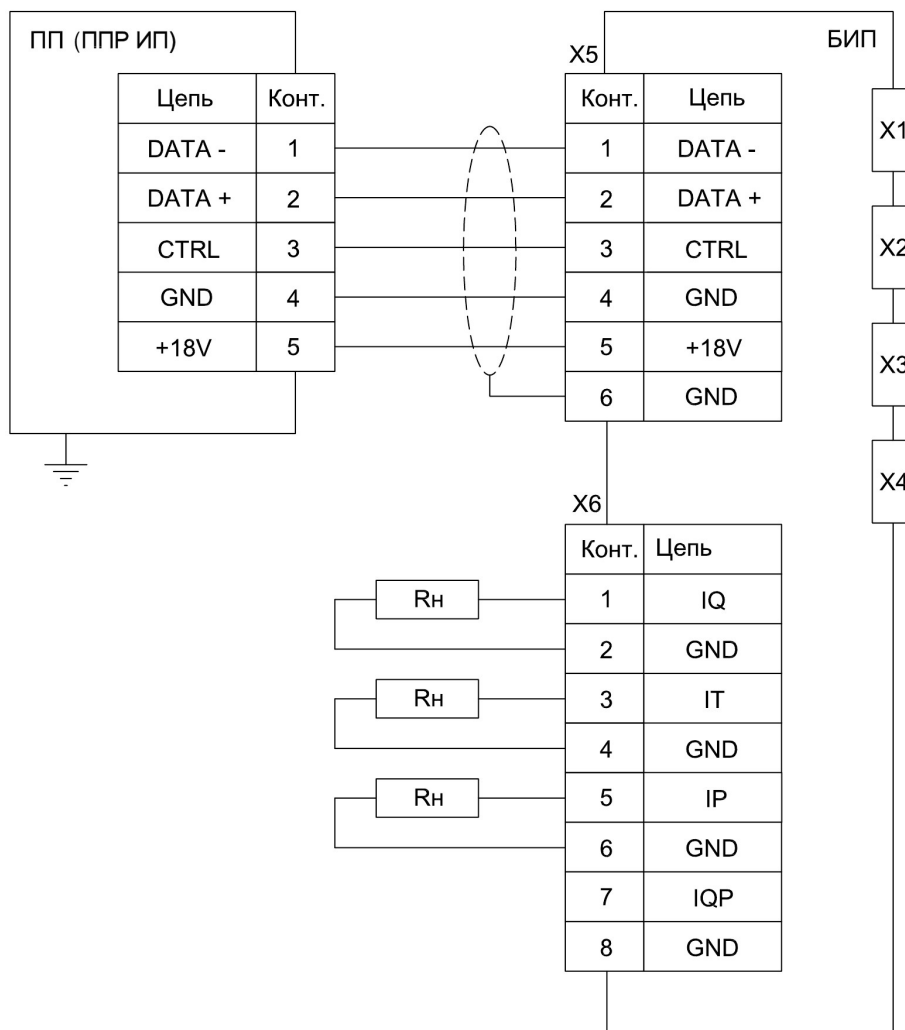 ПП (ППР ИП)
Цепь Конт.
DATA - 1
DATA + 2
CTRL 3
GND 4
+18V 5
БИП
X5
Конт. Цепь
1 DATA -
2 DATA +
3 CTRL
4 GND
5 +18V
6 GND
X1
X2
X3
X4
X6
Конт. Цепь
1 IQ
2 GND
3 IT
4 GND
5 IP
6 GND
7 IQP
8 GND
Rн
Rн
Rн